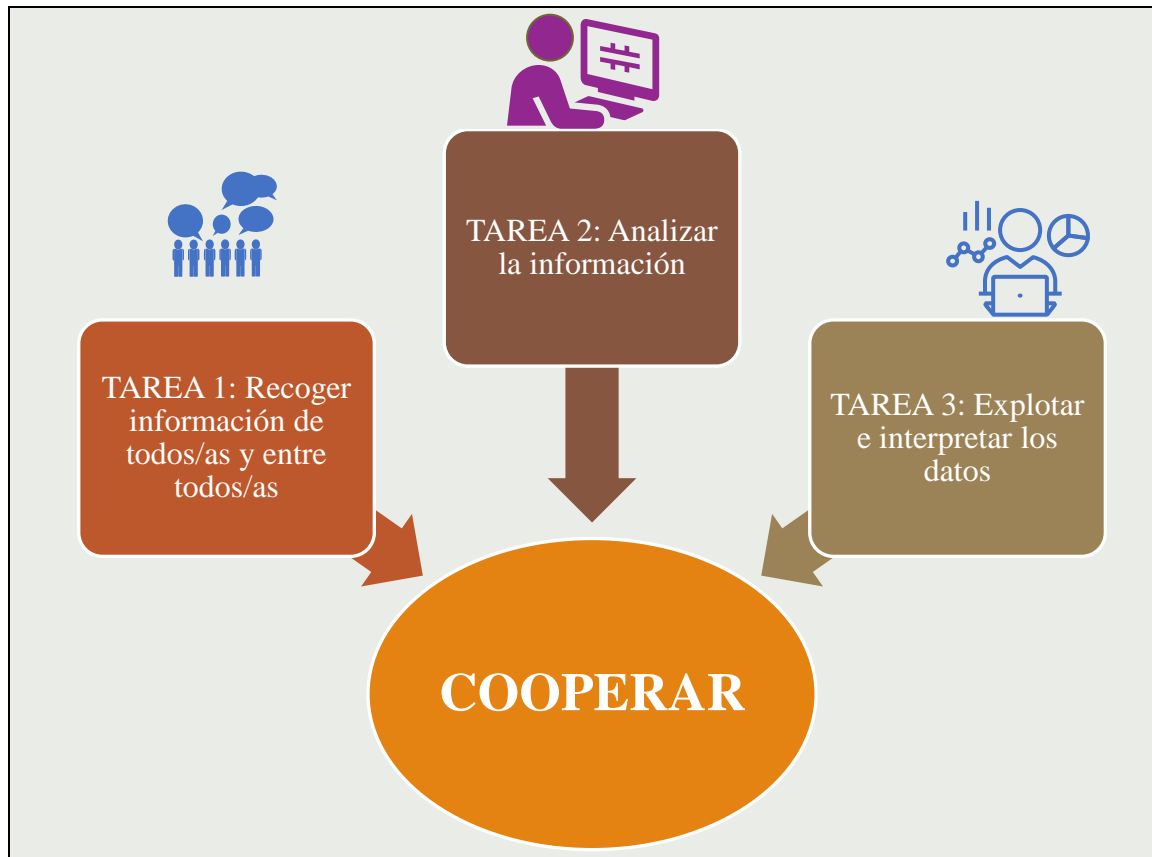 TAREA 1: Recoger
información de
todos/as y entre
todos/as
TAREA 2: Analizar
la información
TAREA 3: Explotar
e interpretar los
datos
COOPERAR